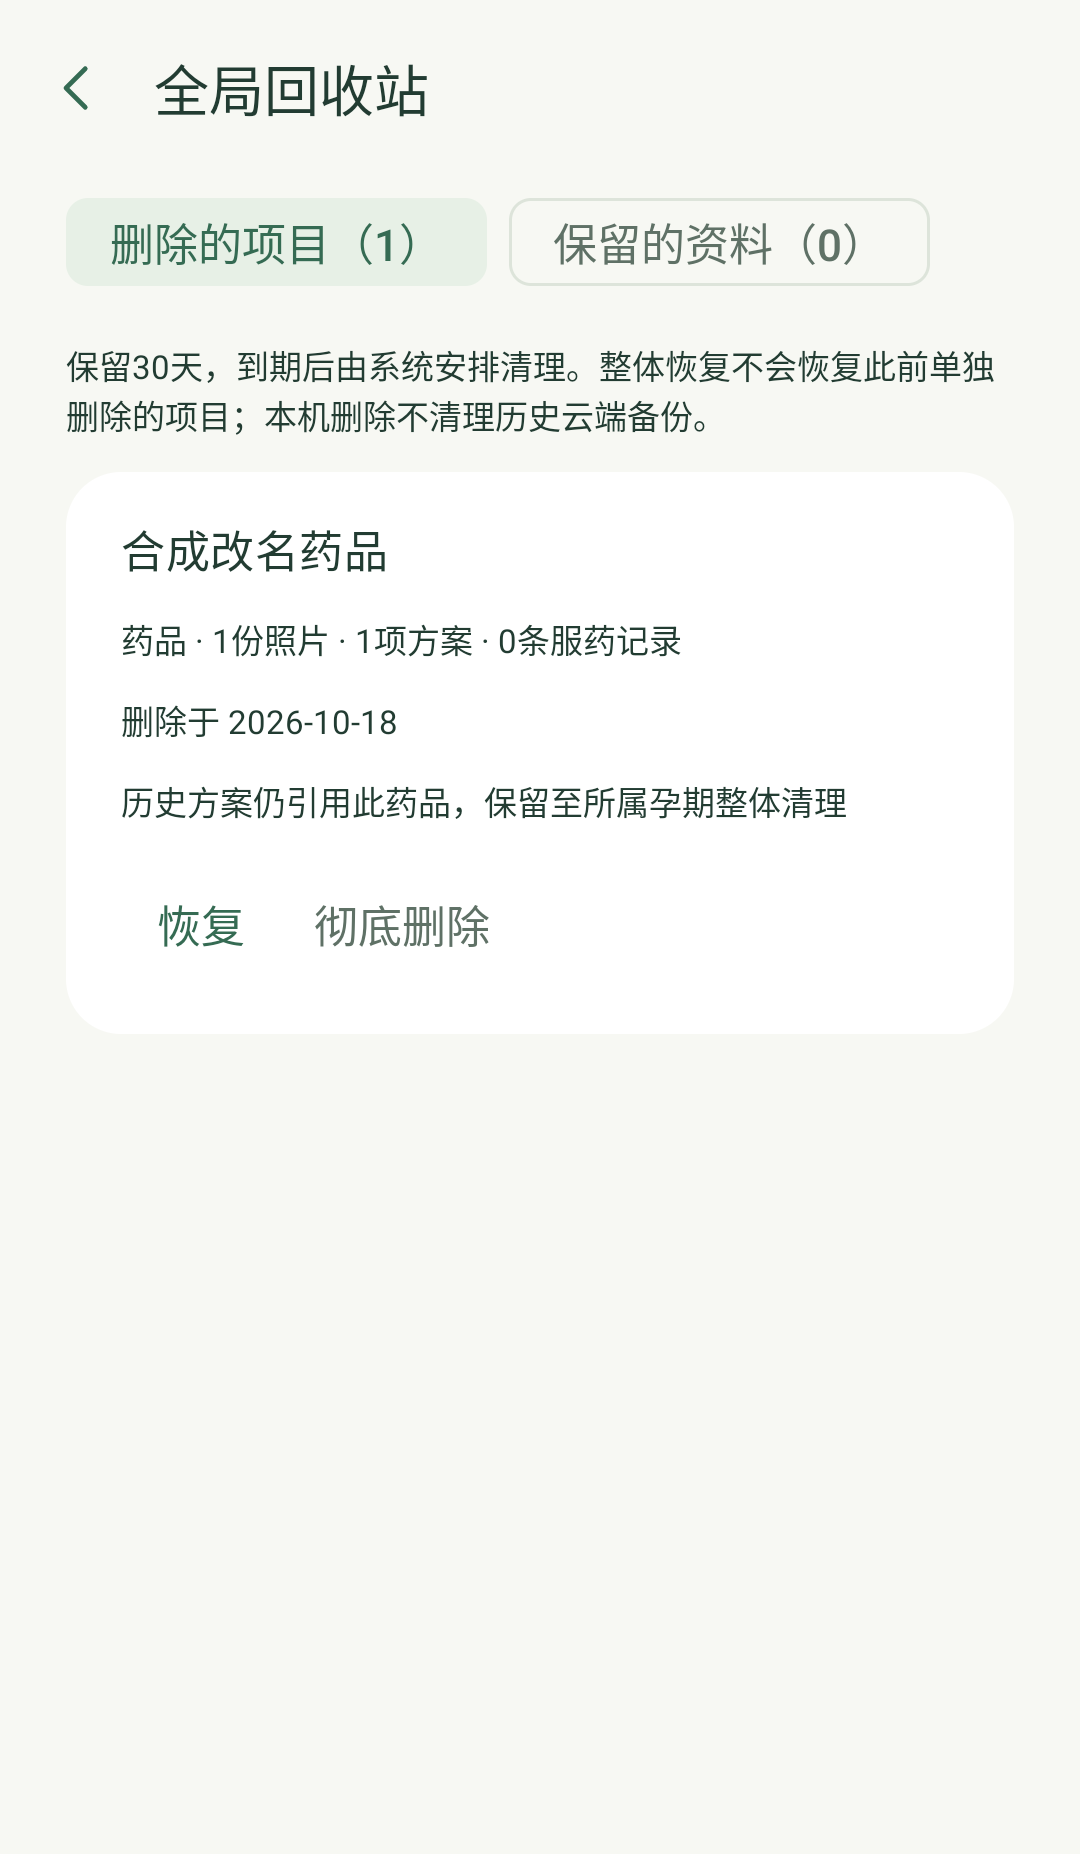 全局回收站
删除的项目（1）
保留的资料（0）
保留30天，到期后由系统安排清理。整体恢复不会恢复此前单独
删除的项目；本机删除不清理历史云端备份。
合成改名药品
药品 · 1份照片 · 1项方案 · 0条服药记录
删除于 2026-10-18
历史方案仍引用此药品，保留至所属孕期整体清理
恢复
彻底删除